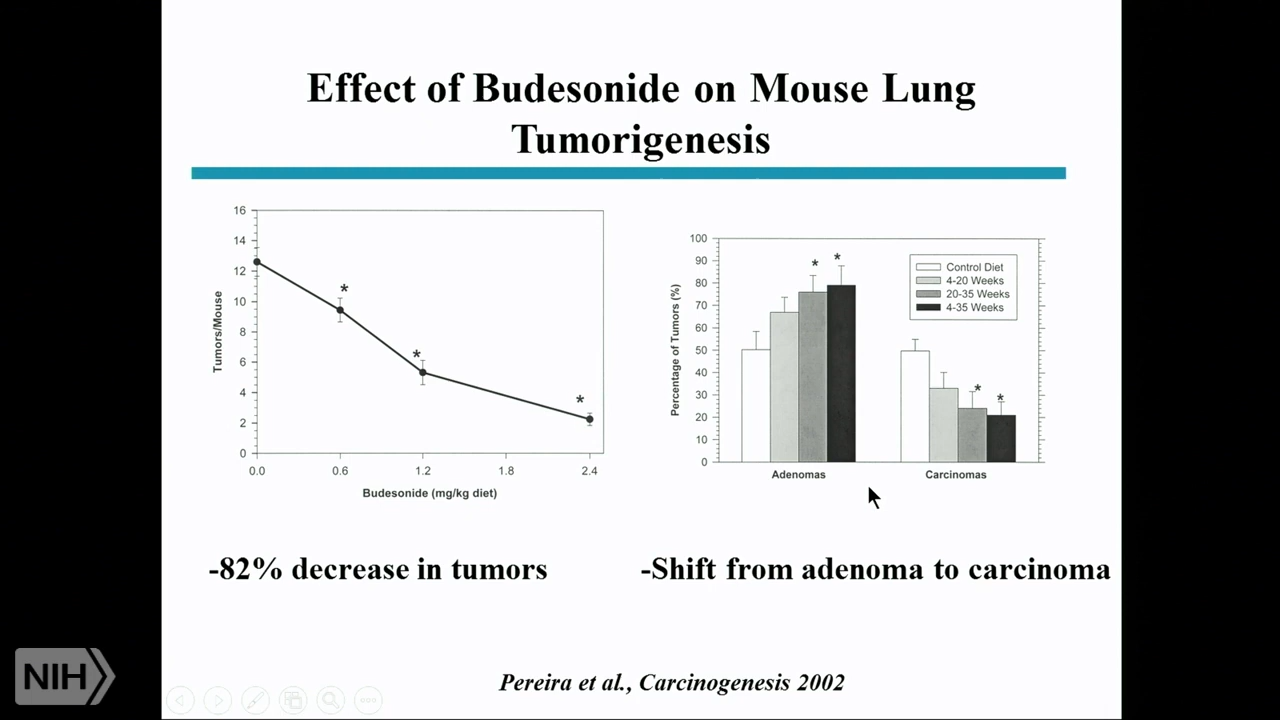 Effect of Budesonide on Mouse Lung
Tumorigenesis
16
14
12
10
8
6
4
2
0
Tumors/Mouse
0.0 0.6 1.2 1.8 2.4
Budesonide (mg/kg diet)
* * *
100
90
80
70
60
50
40
30
20
10
0
Percentage of Tumors (%)
* * * *
Control Diet
4-20 Weeks
20-35 Weeks
4-35 Weeks
Adenomas Carcinomas
-82% decrease in tumors
-Shift from adenoma to carcinoma
Pereira et al., Carcinogenesis 2002
NIH